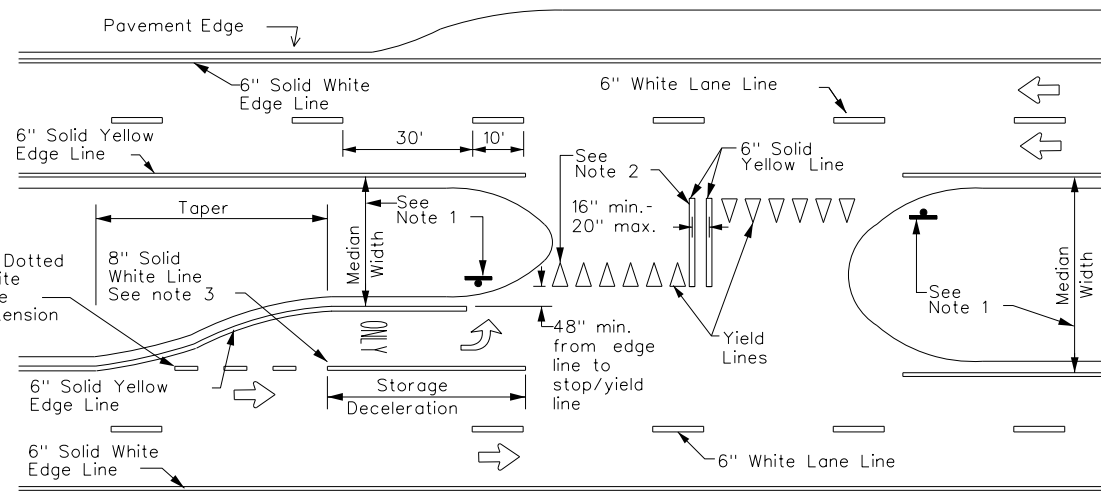 Pavement Edge
6" Solid White
Edge Line
6" White Lane Line
6" Solid Yellow
Edge Line
30'
10'
See
Note 2
6" Solid
Yellow Line
Taper
See
Note 1
16" min.-
20" max.
Median
Width
Dotted
8" Solid
White Line
See note 3
ONLY
48" min.
from edge
line to
stop/yield
line
Yield
Lines
See
Note 1
Median
Width
6" Solid Yellow
Edge Line
Storage
Deceleration
6" Solid White
Edge Line
6" White Lane Line